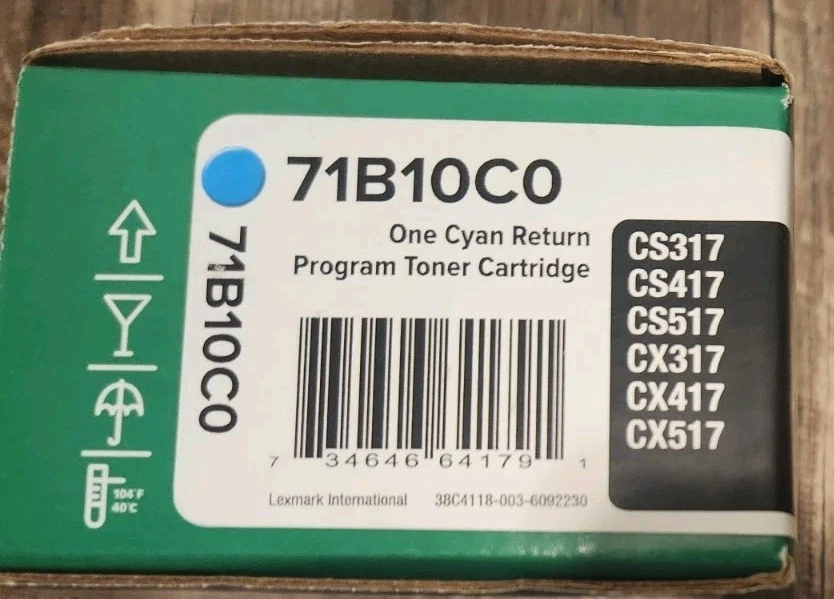 71B10C0
One Cyan Return
Program Toner Cartridge
71B10C0
CS317
CS417
CS517
CX317
CX417
CX517
7 34646 64179 1
Lexmark International 38C4118-003-6092230
104°F
40°C